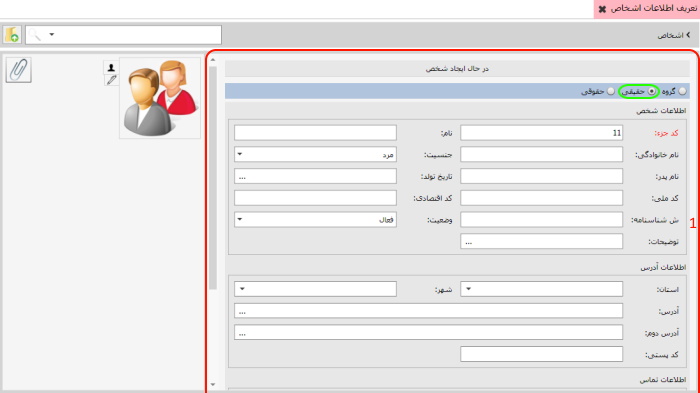 تعریف اطلاعات اشخاص
اشخاص
در حال ایجاد شخص
گروه حقیقی حقوقی
اطلاعات شخص
کد جزء: 11 نام:
نام خانوادگی: جنسیت: مرد
نام پدر: تاریخ تولد: ...
کد ملی: کد اقتصادی:
ش شناسنامه: وضعیت: فعال
1
توضیحات: ...
اطلاعات آدرس
استان: شهر:
آدرس: ...
آدرس دوم: ...
کد پستی:
اطلاعات تماس